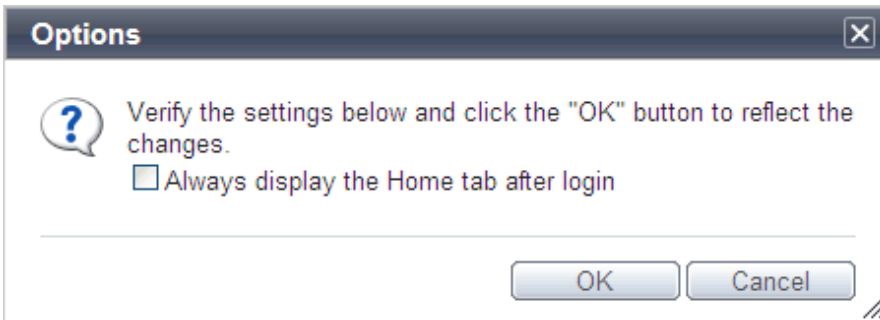 Options
Verify the settings below and click the "OK" button to reflect the
changes.
Always display the Home tab after login
OK
Cancel